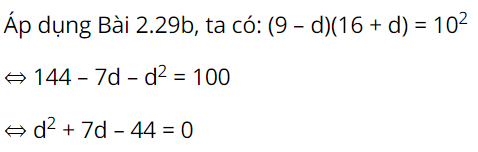 Áp dụng Bài 2.29b, ta có: (9 – d)(16 + d) = 10²
⇔ 144 – 7d – d² = 100
⇔ d² + 7d – 44 = 0